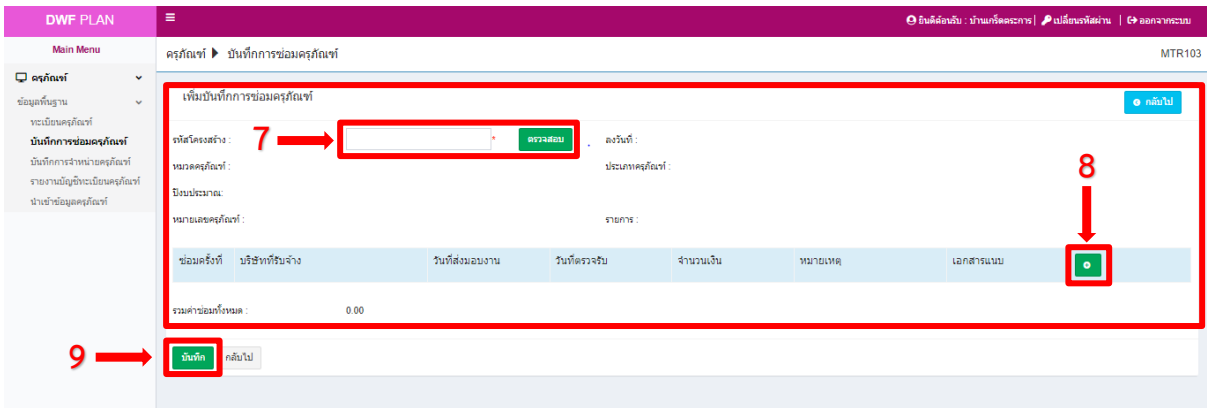 DWF PLAN
ยินดีต้อนรับ : บ้านเกร็ดตระการ | เปลี่ยนรหัสผ่าน | ออกจากระบบ
Main Menu
ครุภัณฑ์ บันทึกการซ่อมครุภัณฑ์ MTR103
ครุภัณฑ์
ข้อมูลพื้นฐาน
ทะเบียนครุภัณฑ์
บันทึกการซ่อมครุภัณฑ์
บันทึกการจำหน่ายครุภัณฑ์
รายงานบัญชีทะเบียนครุภัณฑ์
นำเข้าข้อมูลครุภัณฑ์
เพิ่มบันทึกการซ่อมครุภัณฑ์ กลับไป
รหัสโครงสร้าง : 7 * ตรวจสอบ ลงวันที่ :
หมวดครุภัณฑ์ : ประเภทครุภัณฑ์ : 8
ปีงบประมาณ:
หมายเลขครุภัณฑ์ : รายการ :
ซ่อมครั้งที่ บริษัทที่รับจ้าง วันที่ส่งมอบงาน วันที่ตรวจรับ จำนวนเงิน หมายเหตุ เอกสารแนบ
รวมค่าซ่อมทั้งหมด : 0.00
9 บันทึก กลับไป